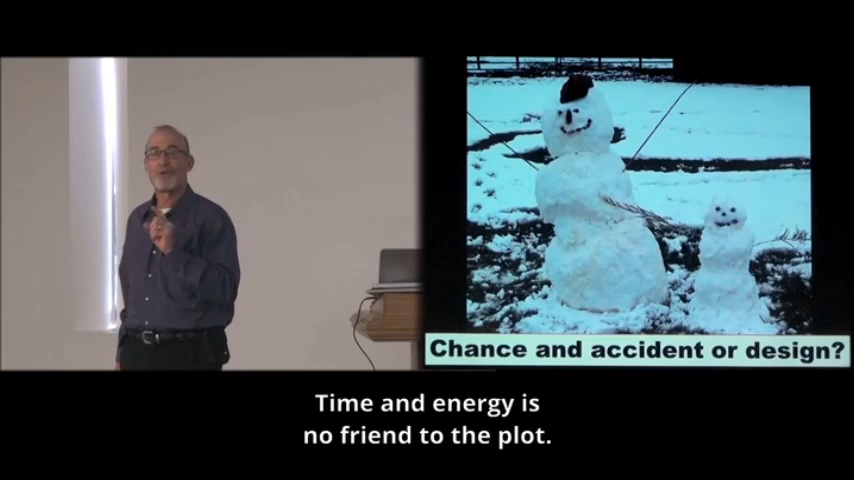 Chance and accident or design?
Time and energy is
no friend to the plot.